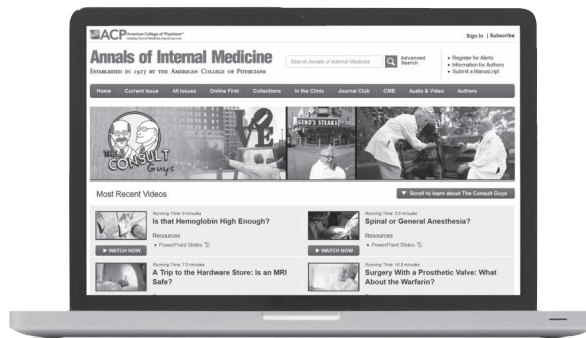 ACP American College of Physicians®
Leading Internal Medicine, Improving Lives
Sign In | Subscribe
Annals of Internal Medicine
ESTABLISHED IN 1927 BY THE AMERICAN COLLEGE OF PHYSICIANS
Search Annals of Internal Medicine
Advanced
Search
• Register for Alerts
• Information for Authors
• Submit a Manuscript
Home Current Issue All Issues Online First Collections In the Clinic Journal Club CME Audio & Video Authors
THE
CONSULT
Guys
LOVE
GENO'S STEAKS
Most Recent Videos
▼ Scroll to learn about The Consult Guys
Running Time: 8 minutes
Is that Hemoglobin High Enough?
Resources
• PowerPoint Slides
▶ WATCH NOW
Running Time: 5.5 minutes
Spinal or General Anesthesia?
Resources
• PowerPoint Slides
▶ WATCH NOW
Running Time: 7.5 minutes
A Trip to the Hardware Store: Is an MRI
Safe?
Running Time: 10.5 minutes
Surgery With a Prosthetic Valve: What
About the Warfarin?